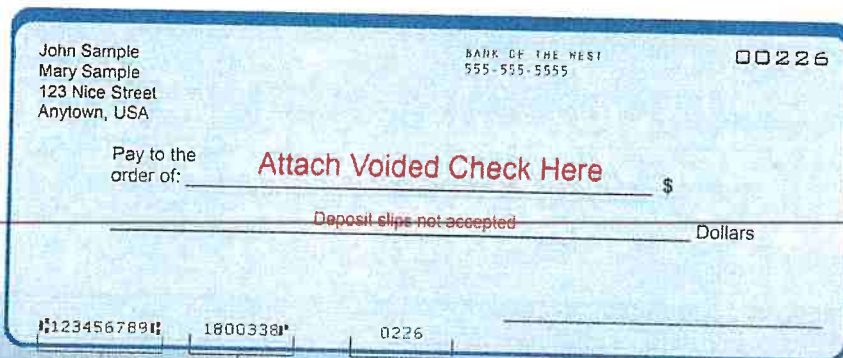 John Sample
Mary Sample
123 Nice Street
Anytown, USA
BANK OF THE WEST
555-555-5555
00226
Pay to the
order of: Attach Voided Check Here $
Deposit slips not accepted Dollars
⑆123456789⑆ 1800338⑈ 0226